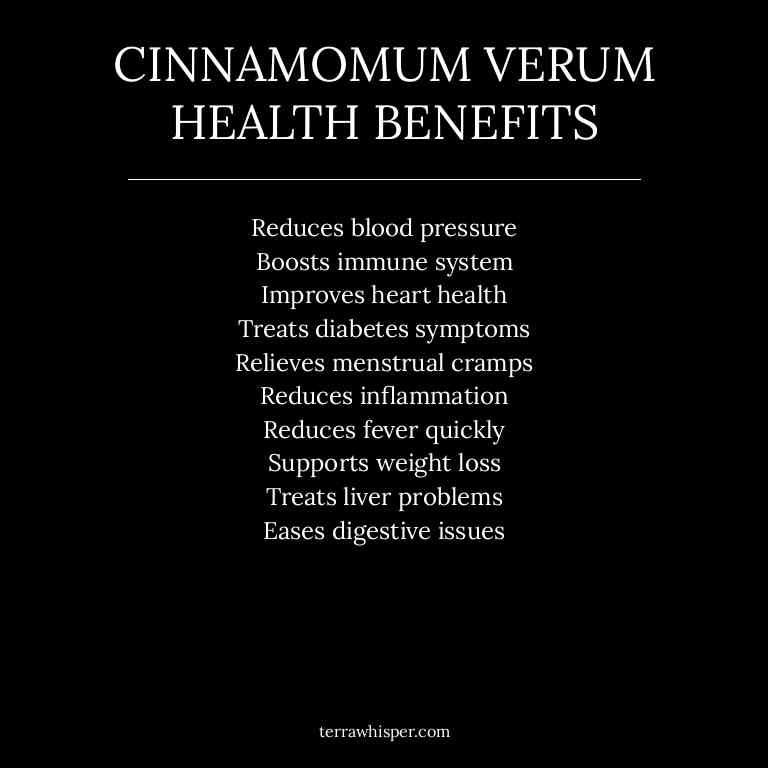 CINNAMOMUM VERUM
HEALTH BENEFITS
Reduces blood pressure
Boosts immune system
Improves heart health
Treats diabetes symptoms
Relieves menstrual cramps
Reduces inflammation
Reduces fever quickly
Supports weight loss
Treats liver problems
Eases digestive issues
terrawhisper.com